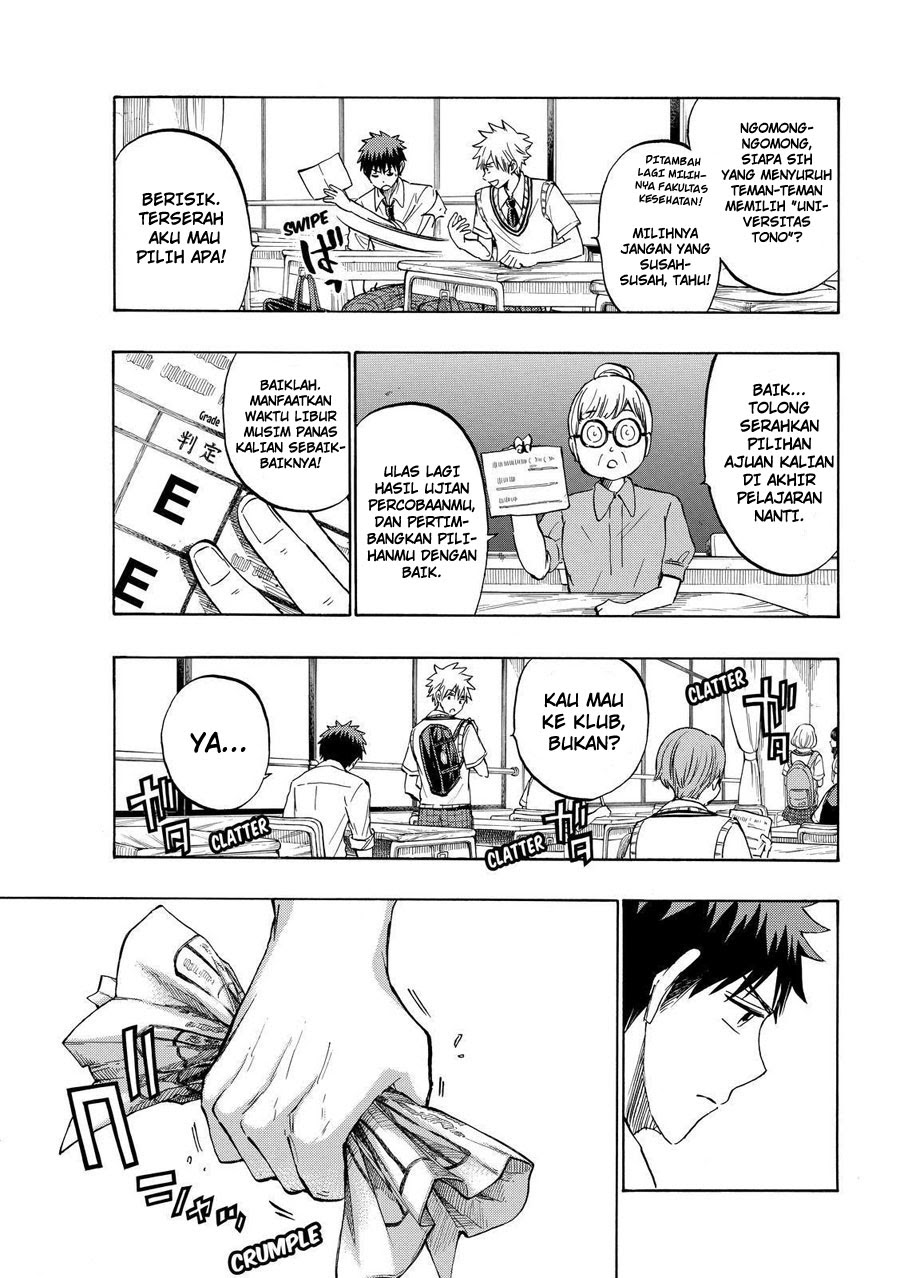 NGOMONG-
NGOMONG,
SIAPA SIH
YANG MENYURUH
TEMAN-TEMAN
MEMILIH "UNI-
VERSITAS
TONO"?
DITAMBAH
LAGI MILIH-
NYA FAKULTAS
KESEHATAN!
MILIHNYA
JANGAN YANG
SUSAH-
SUSAH, TAHU!
SWIPE
ばっ
BERISIK.
TERSERAH
AKU MAU
PILIH APA!
BAIK...
TOLONG
SERAHKAN
PILIHAN
AJUAN KALIAN
DI AKHIR
PELAJARAN
NANTI.
ULAS LAGI
HASIL UJIAN
PERCOBAANMU,
DAN PERTIM-
BANGKAN PILI-
HANMU DENGAN
BAIK.
BAIKLAH.
MANFAATKAN
WAKTU LIBUR
MUSIM PANAS
KALIAN SEBAIK-
BAIKNYA!
Grade
判定
E
E
CLATTER
ガタ
KAU MAU
KE KLUB,
BUKAN?
CLATTER
ガタ
YA...
CLATTER
ガタ
グシャッ
CRUMPLE